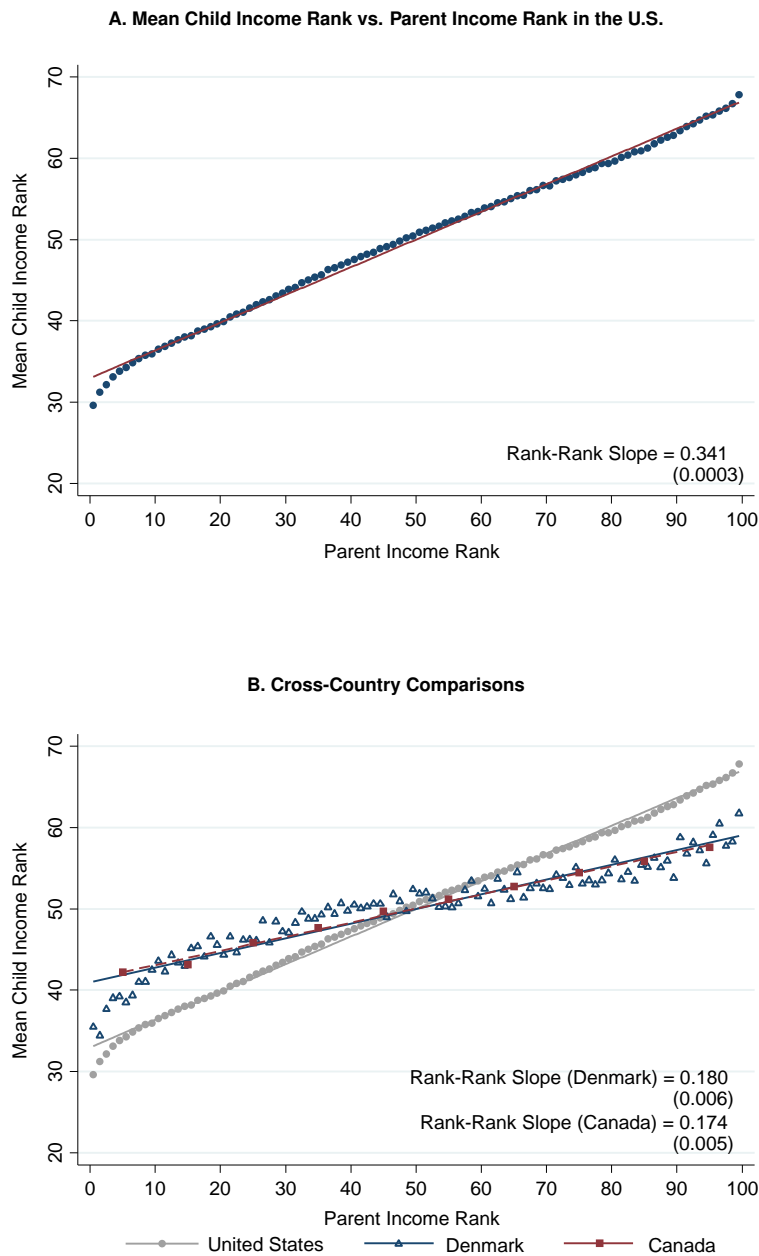 A. Mean Child Income Rank vs. Parent Income Rank in the U.S.
Mean Child Income Rank
70
60
50
40
30
20
Rank-Rank Slope = 0.341
(0.0003)
0 10 20 30 40 50 60 70 80 90 100
Parent Income Rank
B. Cross-Country Comparisons
Mean Child Income Rank
70
60
50
40
30
20
Rank-Rank Slope (Denmark) = 0.180
(0.006)
Rank-Rank Slope (Canada) = 0.174
(0.005)
0 10 20 30 40 50 60 70 80 90 100
Parent Income Rank
United States Denmark Canada